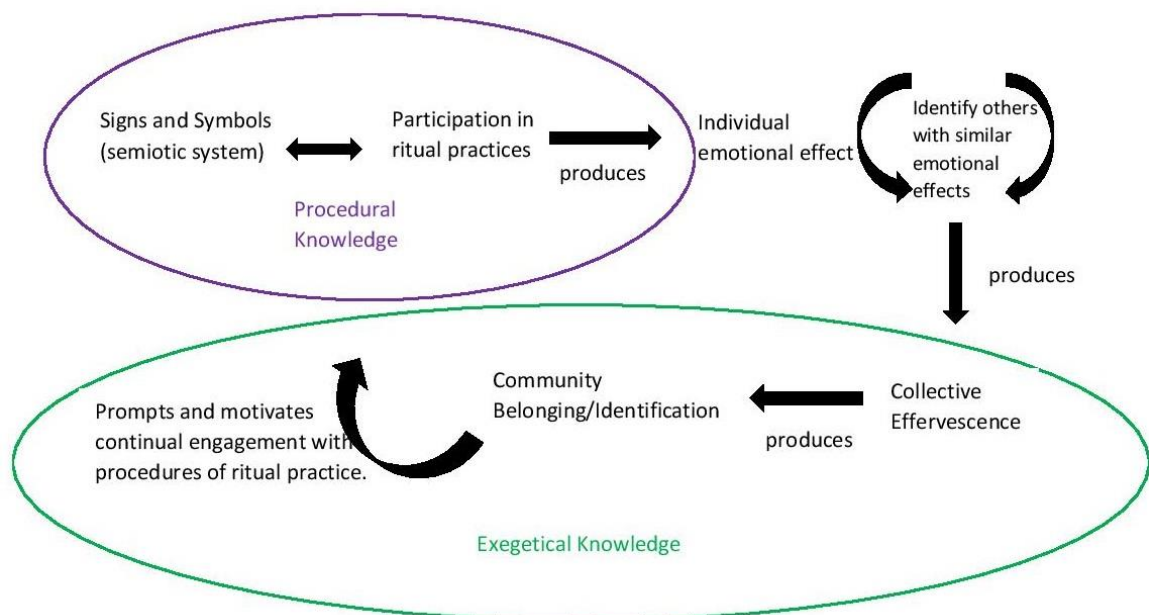 Signs and Symbols
(semiotic system)
Participation in
ritual practices
produces
Procedural
Knowledge
Individual
emotional effect
Identify others
with similar
emotional
effects
produces
Collective
Effervescence
produces
Community
Belonging/Identification
Prompts and motivates
continual engagement with
procedures of ritual practice.
Exegetical Knowledge